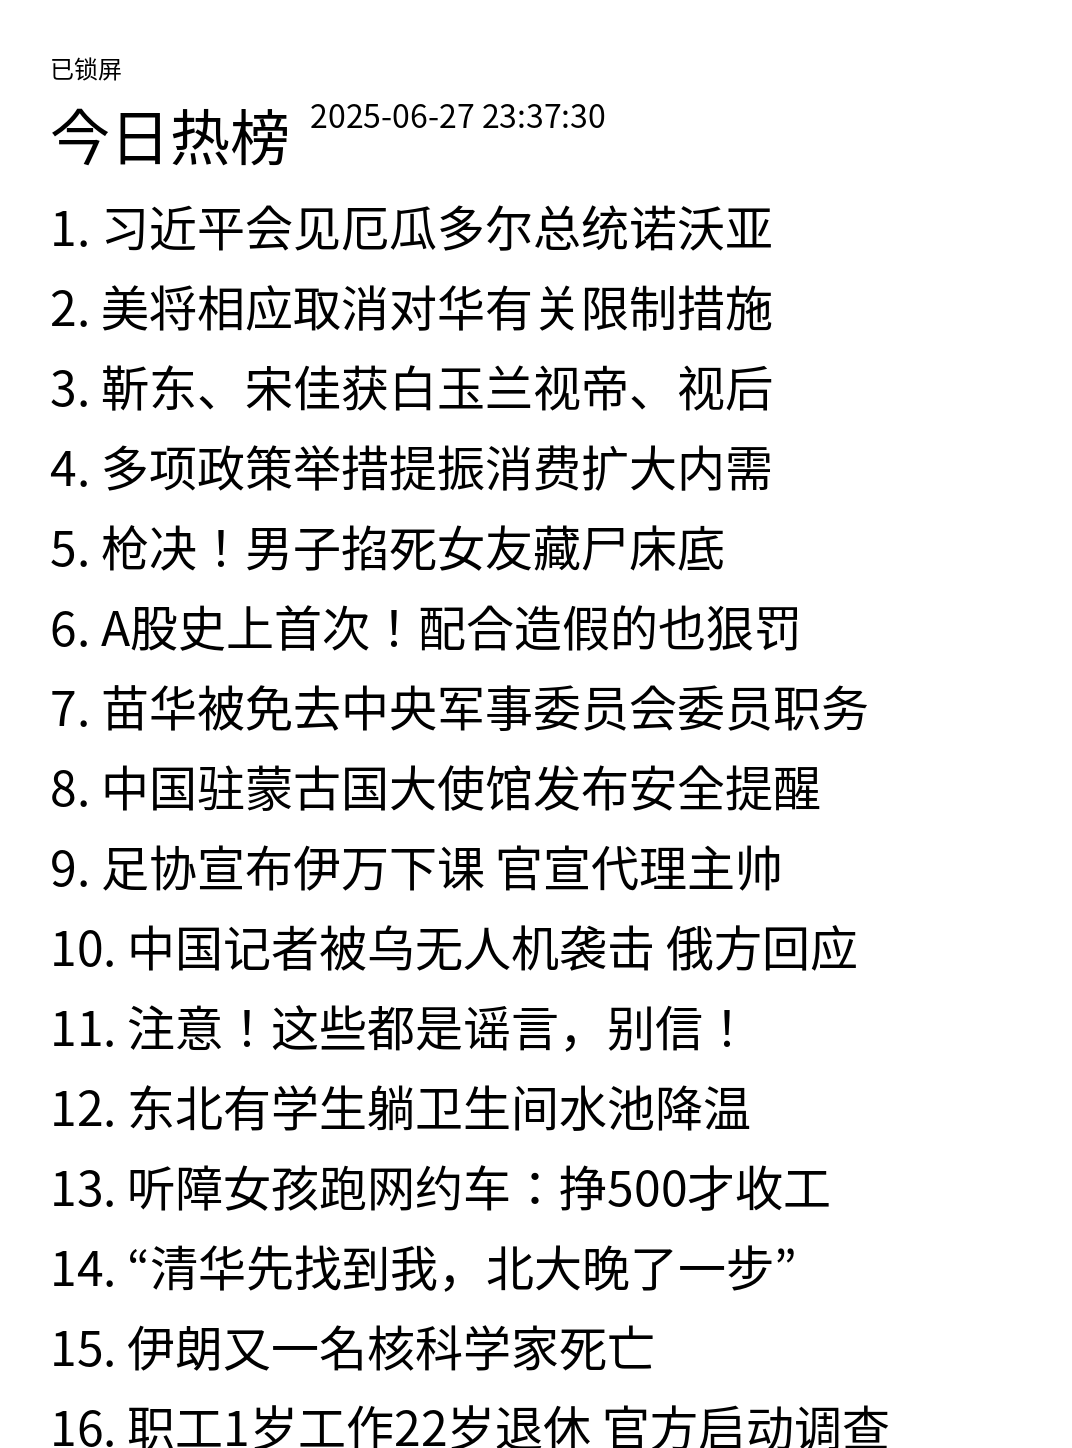 已锁屏
今日热榜 2025-06-27 23:37:30
1. 习近平会见厄瓜多尔总统诺沃亚
2. 美将相应取消对华有关限制措施
3. 靳东、宋佳获白玉兰视帝、视后
4. 多项政策举措提振消费扩大内需
5. 枪决！男子掐死女友藏尸床底
6. A股史上首次！配合造假的也狠罚
7. 苗华被免去中央军事委员会委员职务
8. 中国驻蒙古国大使馆发布安全提醒
9. 足协宣布伊万下课 官宣代理主帅
10. 中国记者被乌无人机袭击 俄方回应
11. 注意！这些都是谣言，别信！
12. 东北有学生躺卫生间水池降温
13. 听障女孩跑网约车：挣500才收工
14. “清华先找到我，北大晚了一步”
15. 伊朗又一名核科学家死亡
16. 职工1岁工作22岁退休 官方启动调查